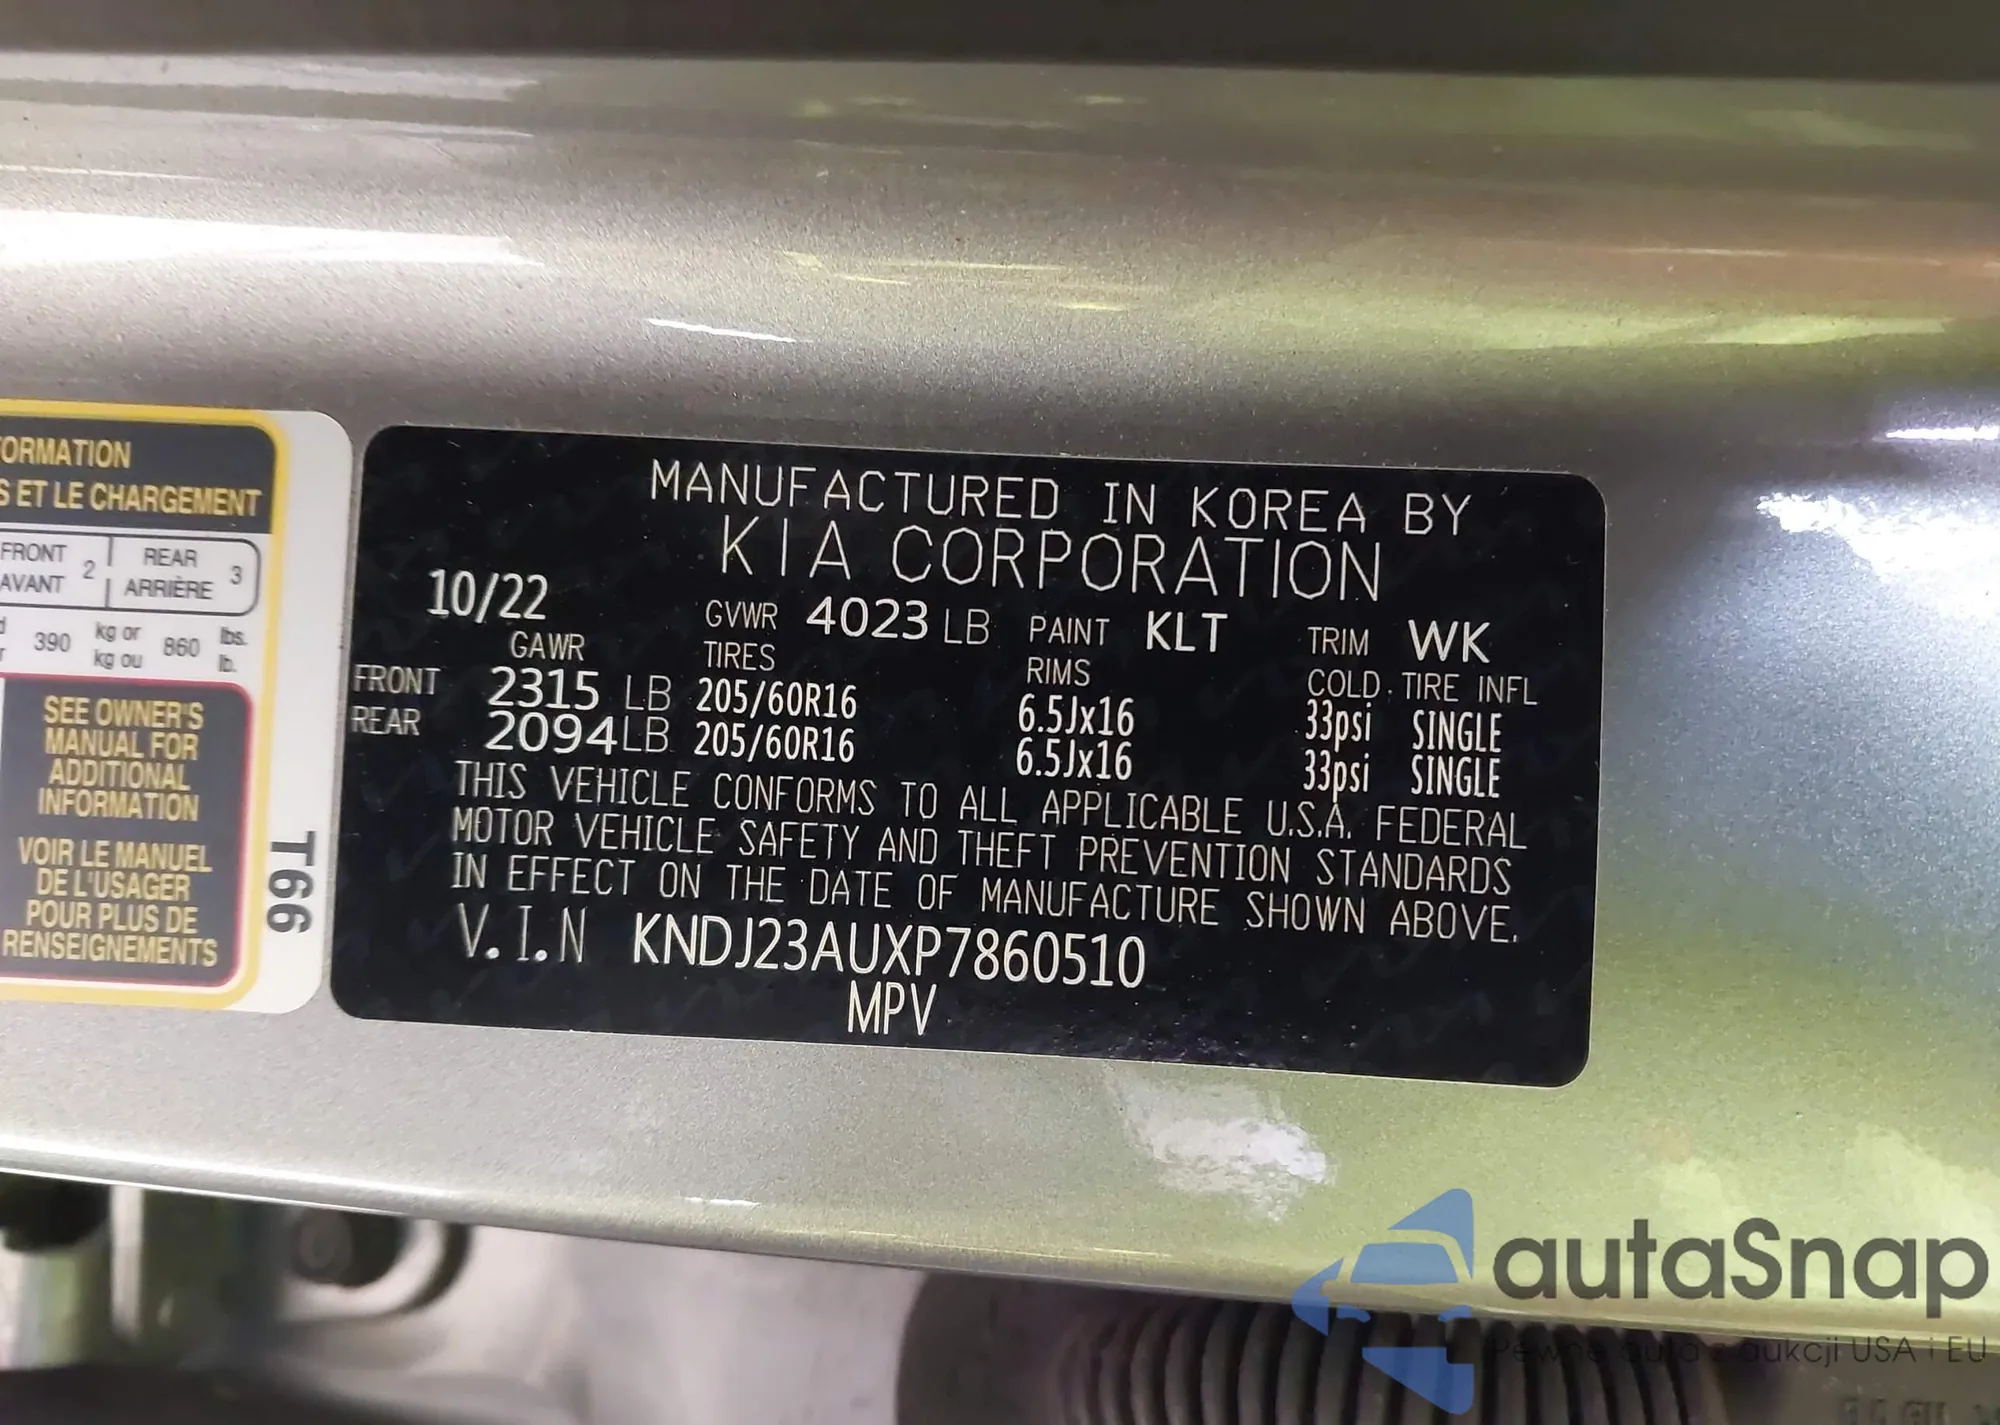 ORMATION
S ET LE CHARGEMENT
FRONT 2 REAR 3
AVANT ARRIÈRE
390 kg or 860 lbs.
kg ou lb.
SEE OWNER'S
MANUAL FOR
ADDITIONAL
INFORMATION
VOIR LE MANUEL
DE L'USAGER
POUR PLUS DE
RENSEIGNEMENTS
T66
MANUFACTURED IN KOREA BY
KIA CORPORATION
10/22 GVWR 4023 LB PAINT KLT TRIM WK
GAWR TIRES RIMS COLD TIRE INFL
FRONT 2315 LB 205/60R16 6.5Jx16 33psi SINGLE
REAR 2094 LB 205/60R16 6.5Jx16 33psi SINGLE
THIS VEHICLE CONFORMS TO ALL APPLICABLE U.S.A. FEDERAL
MOTOR VEHICLE SAFETY AND THEFT PREVENTION STANDARDS
IN EFFECT ON THE DATE OF MANUFACTURE SHOWN ABOVE.
V.I.N KNDJ23AUXP7860510
MPV
autaSnap
Pewne auta z aukcji USA i EU